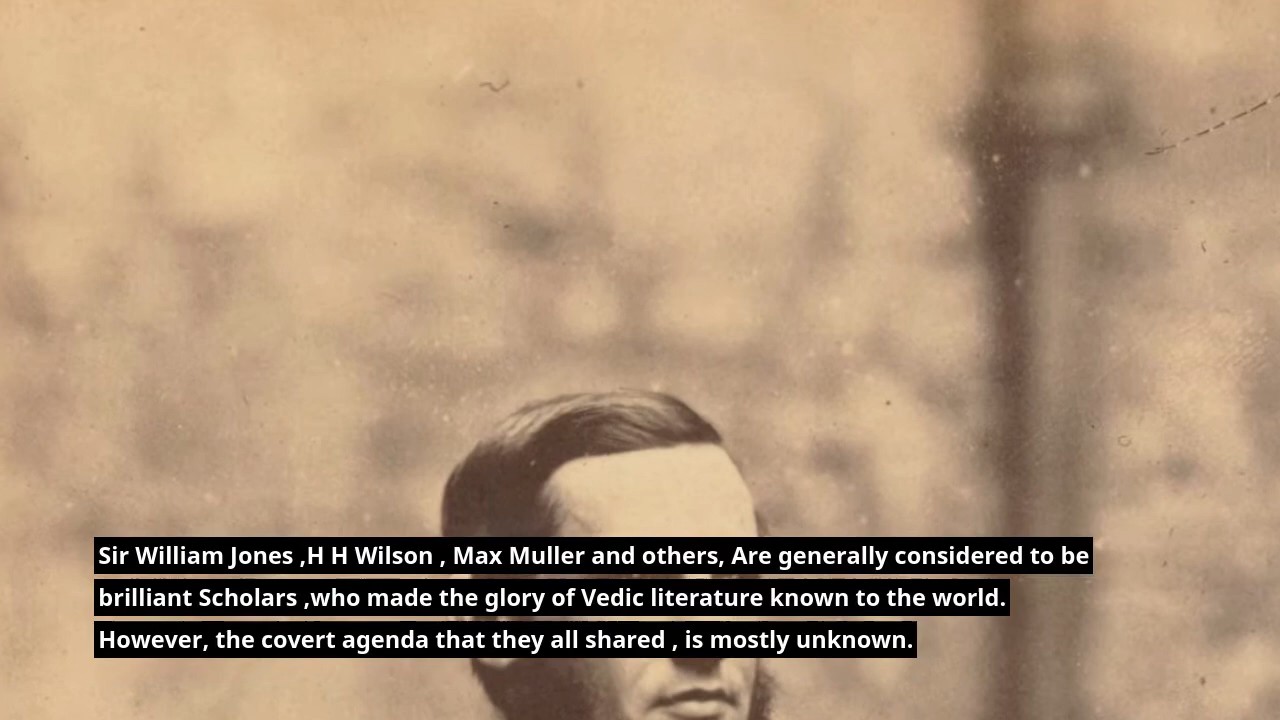 Sir William Jones ,H H Wilson , Max Muller and others, Are generally considered to be
brilliant Scholars ,who made the glory of Vedic literature known to the world.
However, the covert agenda that they all shared , is mostly unknown.